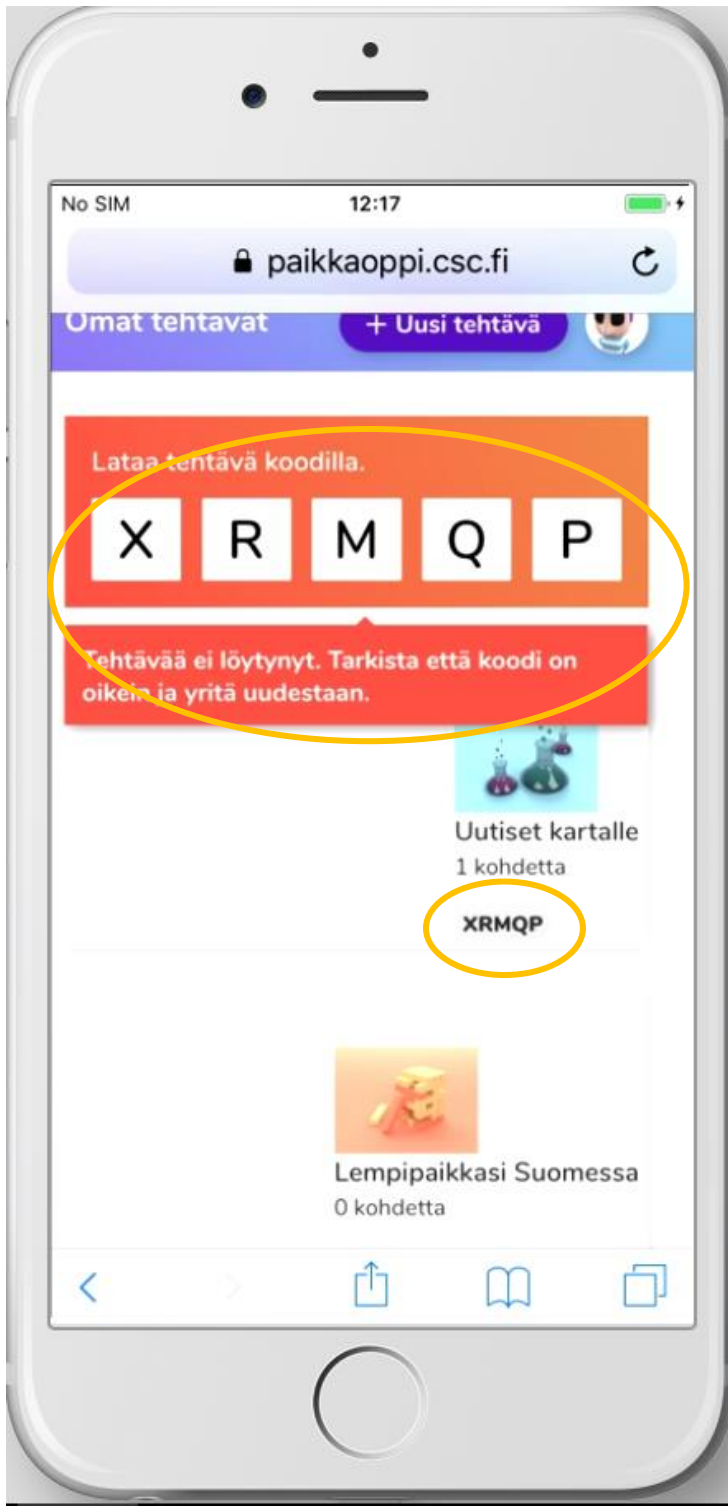 No SIM 12:17
paikkaoppi.csc.fi
Omat tehtävät + Uusi tehtävä
Lataa tehtävä koodilla.
X R M Q P
Tehtävää ei löytynyt. Tarkista että koodi on
oikein ja yritä uudestaan.
Uutiset kartalle
1 kohdetta
XRMQP
Lempipaikkasi Suomessa
0 kohdetta